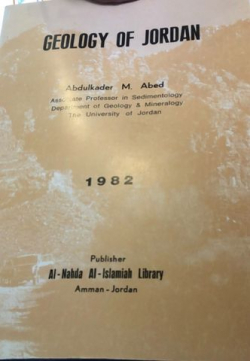 GEOLOGY OF JORDAN
Abdulkader M. Abed
Associate Professor in Sedimentology
Department of Geology & Mineralogy
The University of Jordan
1982
Publisher
Al-Nahda Al-Islamiah Library
Amman - Jordan